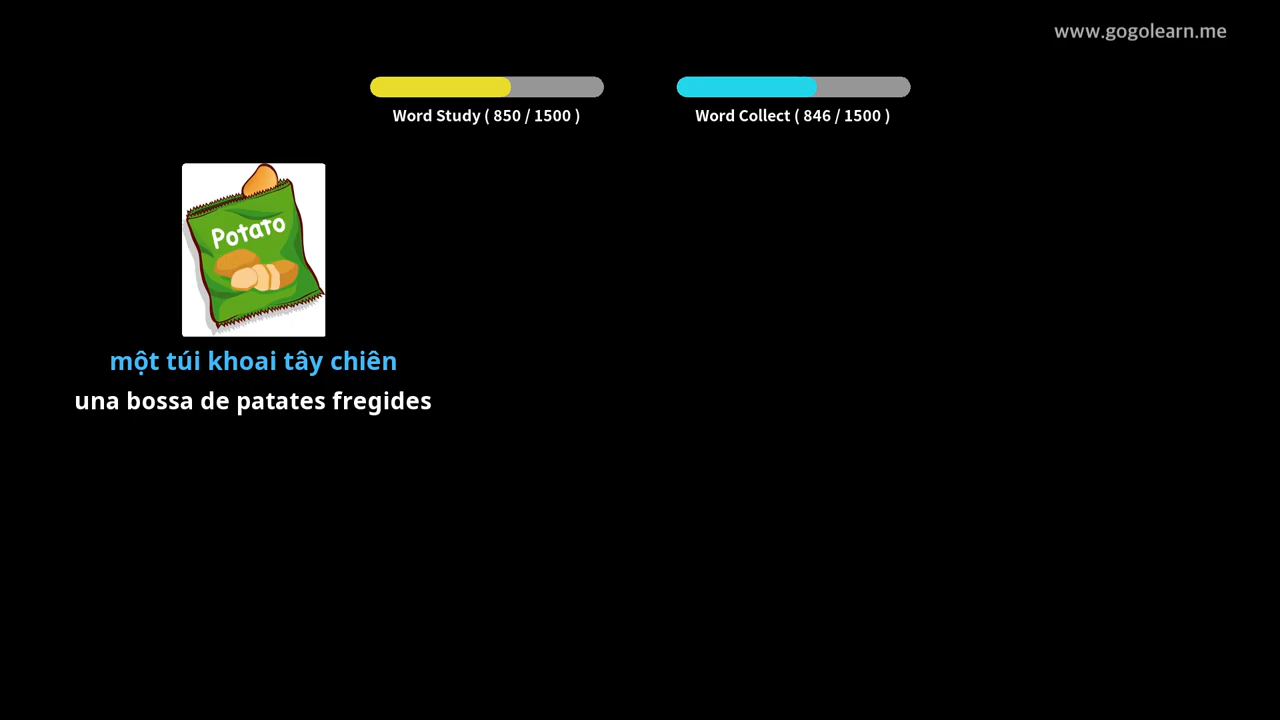 www.gogolearn.me
Word Study ( 850 / 1500 )
Word Collect ( 846 / 1500 )
Potato
một túi khoai tây chiên
una bossa de patates fregides